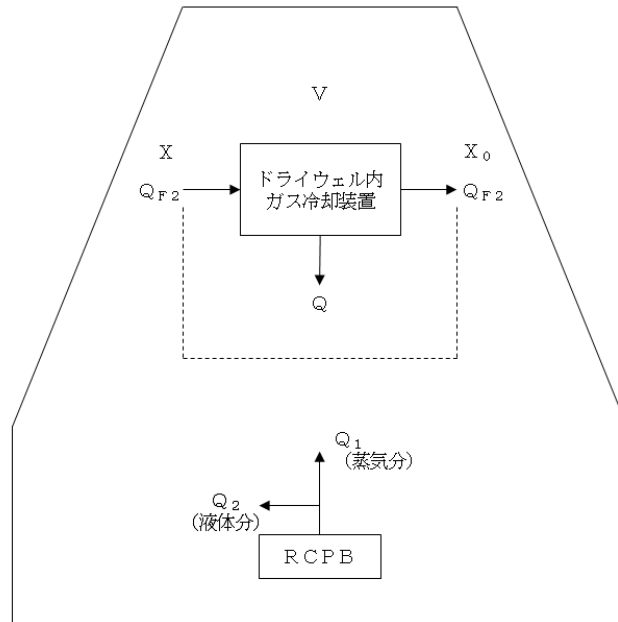 V
X
X₀
Q_F2
ドライウェル内
ガス冷却装置
Q_F2
Q
Q₁
(蒸気分)
Q₂
(液体分)
RCPB